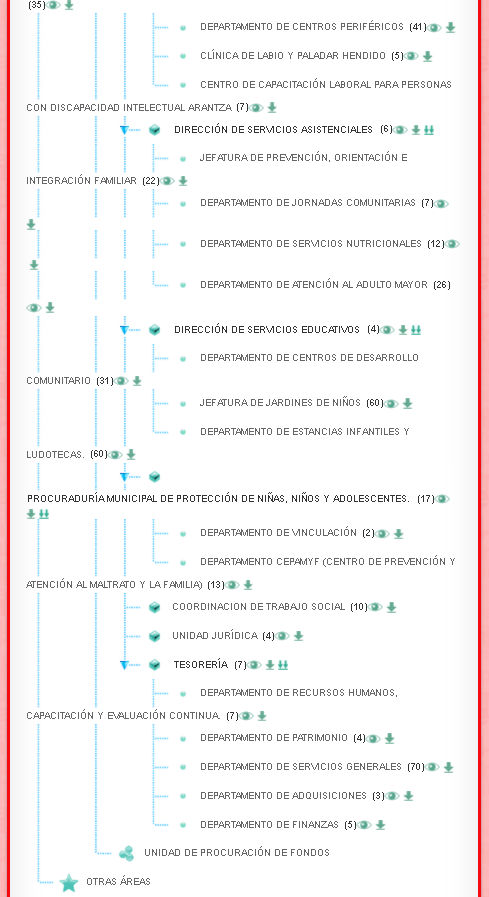 (35)
DEPARTAMENTO DE CENTROS PERIFÉRICOS (41)
CLÍNICA DE LABIO Y PALADAR HENDIDO (5)
CENTRO DE CAPACITACIÓN LABORAL PARA PERSONAS
CON DISCAPACIDAD INTELECTUAL ARANTZA (7)
DIRECCIÓN DE SERVICIOS ASISTENCIALES (6)
JEFATURA DE PREVENCIÓN, ORIENTACIÓN E
INTEGRACIÓN FAMILIAR (22)
DEPARTAMENTO DE JORNADAS COMUNITARIAS (7)
DEPARTAMENTO DE SERVICIOS NUTRICIONALES (12)
DEPARTAMENTO DE ATENCIÓN AL ADULTO MAYOR (26)
DIRECCIÓN DE SERVICIOS EDUCATIVOS (4)
DEPARTAMENTO DE CENTROS DE DESARROLLO
COMUNITARIO (31)
JEFATURA DE JARDINES DE NIÑOS (60)
DEPARTAMENTO DE ESTANCIAS INFANTILES Y
LUDOTECAS. (60)
PROCURADURÍA MUNICIPAL DE PROTECCIÓN DE NIÑAS, NIÑOS Y ADOLESCENTES. (17)
DEPARTAMENTO DE VINCULACIÓN (2)
DEPARTAMENTO CEPAMYF (CENTRO DE PREVENCIÓN Y
ATENCIÓN AL MALTRATO Y LA FAMILIA) (13)
COORDINACION DE TRABAJO SOCIAL (10)
UNIDAD JURÍDICA (4)
TESORERÍA (7)
DEPARTAMENTO DE RECURSOS HUMANOS,
CAPACITACIÓN Y EVALUACIÓN CONTINUA. (7)
DEPARTAMENTO DE PATRIMONIO (4)
DEPARTAMENTO DE SERVICIOS GENERALES (70)
DEPARTAMENTO DE ADQUISICIONES (3)
DEPARTAMENTO DE FINANZAS (5)
UNIDAD DE PROCURACIÓN DE FONDOS
OTRAS ÁREAS